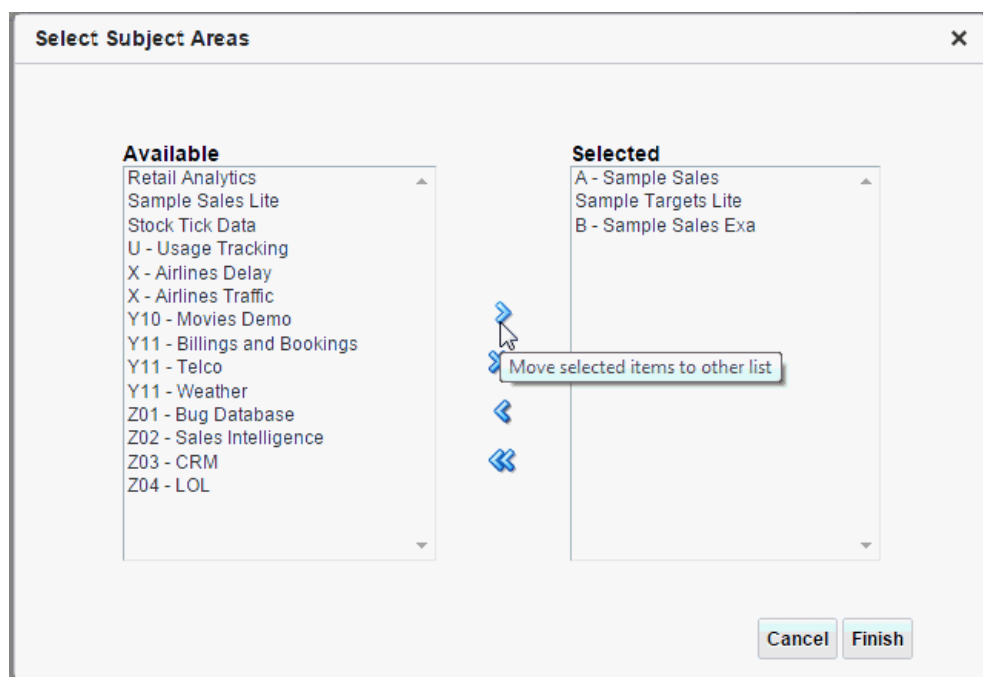 Select Subject Areas
Available
Retail Analytics
Sample Sales Lite
Stock Tick Data
U - Usage Tracking
X - Airlines Delay
X - Airlines Traffic
Y10 - Movies Demo
Y11 - Billings and Bookings
Y11 - Telco
Y11 - Weather
Z01 - Bug Database
Z02 - Sales Intelligence
Z03 - CRM
Z04 - LOL
Move selected items to other list
Selected
A - Sample Sales
Sample Targets Lite
B - Sample Sales Exa
Cancel
Finish